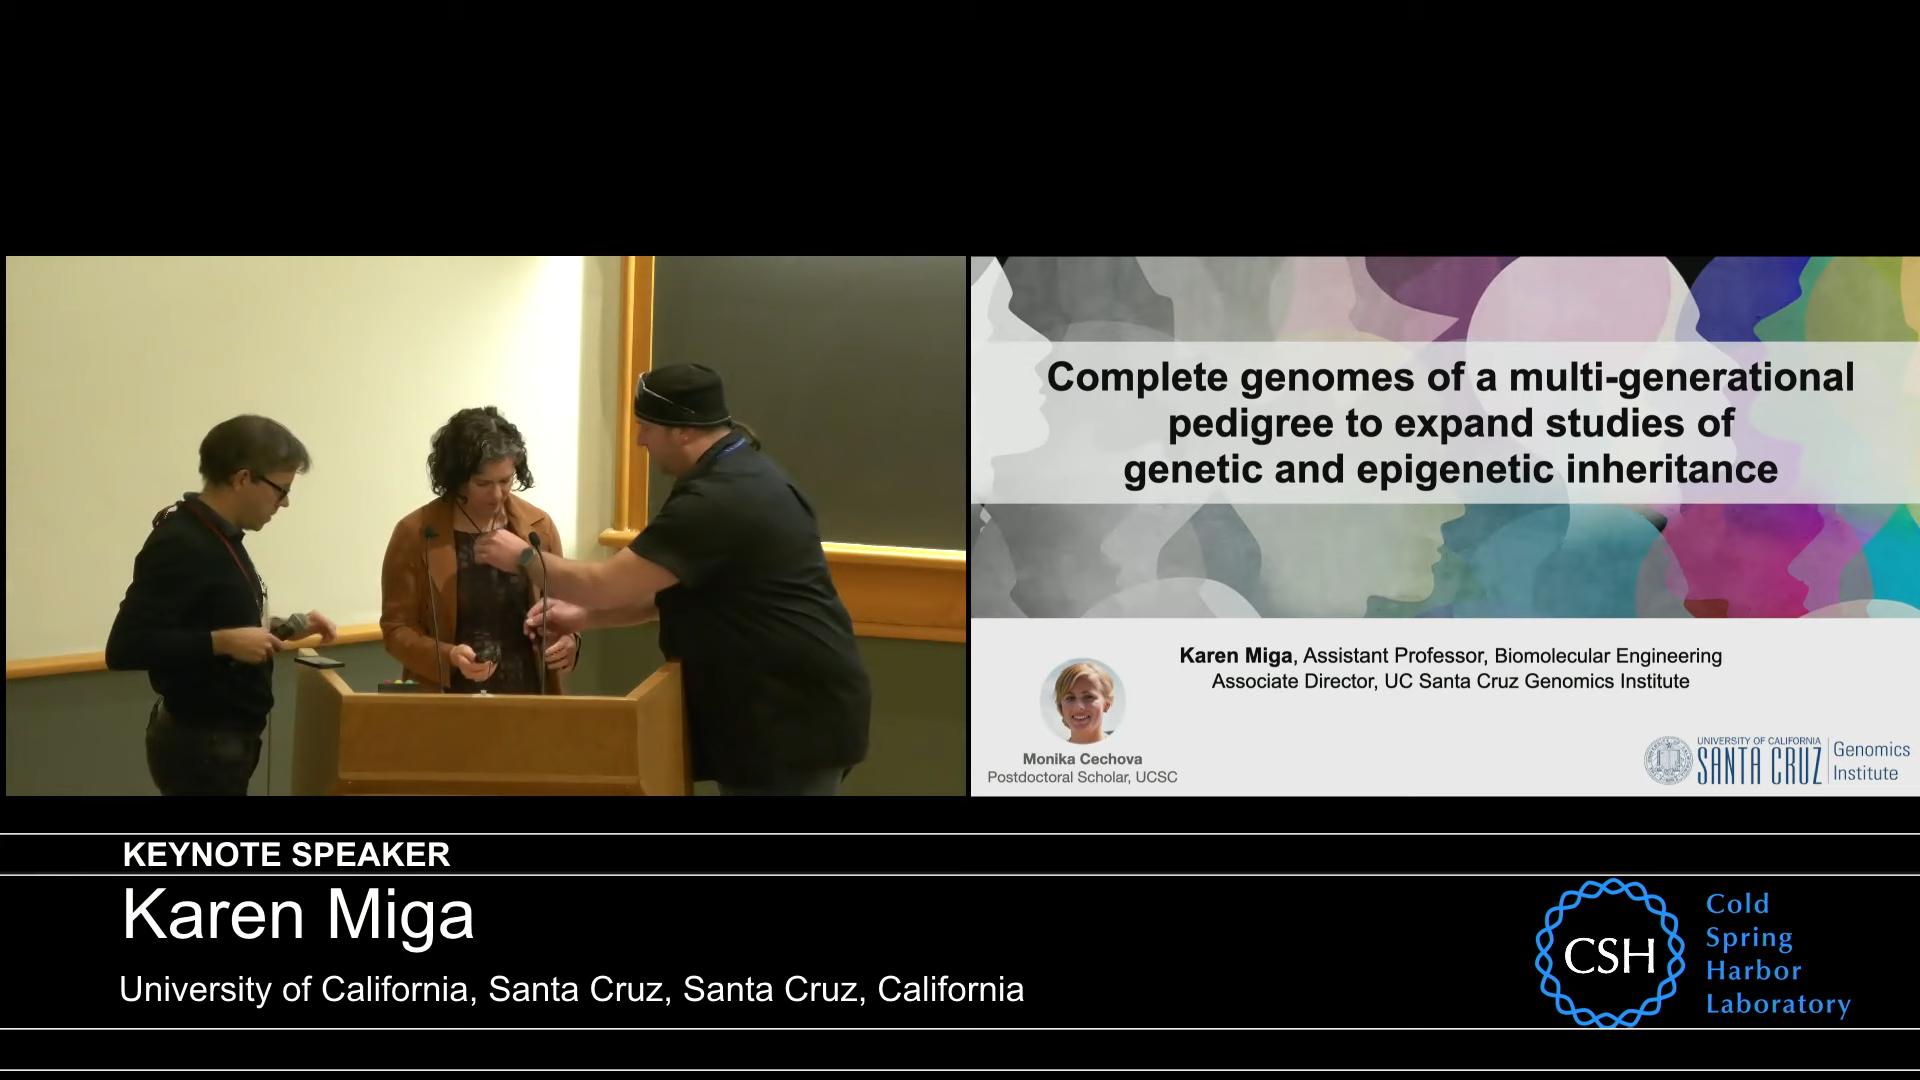 Complete genomes of a multi-generational
pedigree to expand studies of
genetic and epigenetic inheritance
Karen Miga, Assistant Professor, Biomolecular Engineering
Associate Director, UC Santa Cruz Genomics Institute
Monika Cechova
Postdoctoral Scholar, UCSC
UNIVERSITY OF CALIFORNIA
SANTA CRUZ
Genomics
Institute
KEYNOTE SPEAKER
Karen Miga
University of California, Santa Cruz, Santa Cruz, California
CSH
Cold
Spring
Harbor
Laboratory